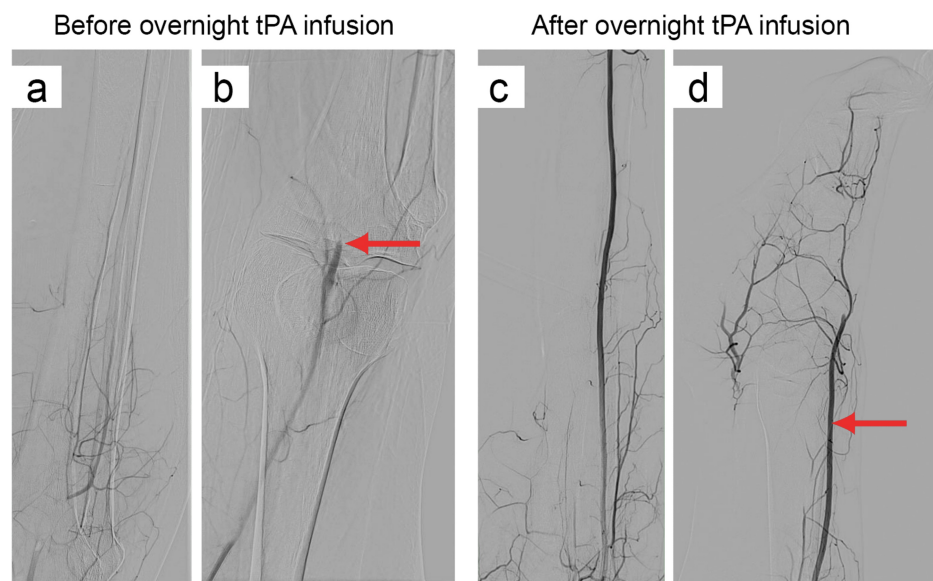 Before overnight tPA infusion
After overnight tPA infusion
a
b
c
d